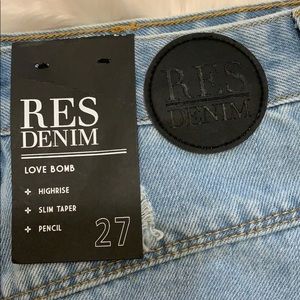 RES
DENIM
LOVE BOMB
+ HIGHRISE
+ SLIM TAPER
+ PENCIL
27
RES
DENIM